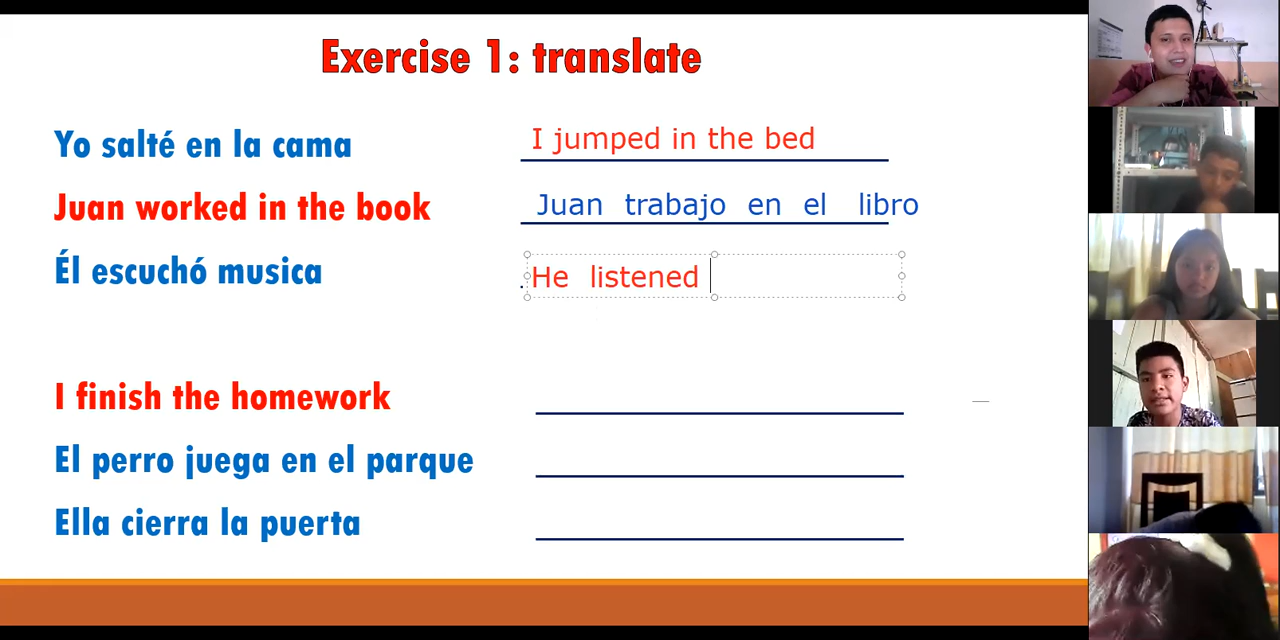 Exercise 1: translate
Yo salté en la cama I jumped in the bed
Juan worked in the book Juan trabajo en el libro
Él escuchó musica He listened
I finish the homework
El perro juega en el parque
Ella cierra la puerta